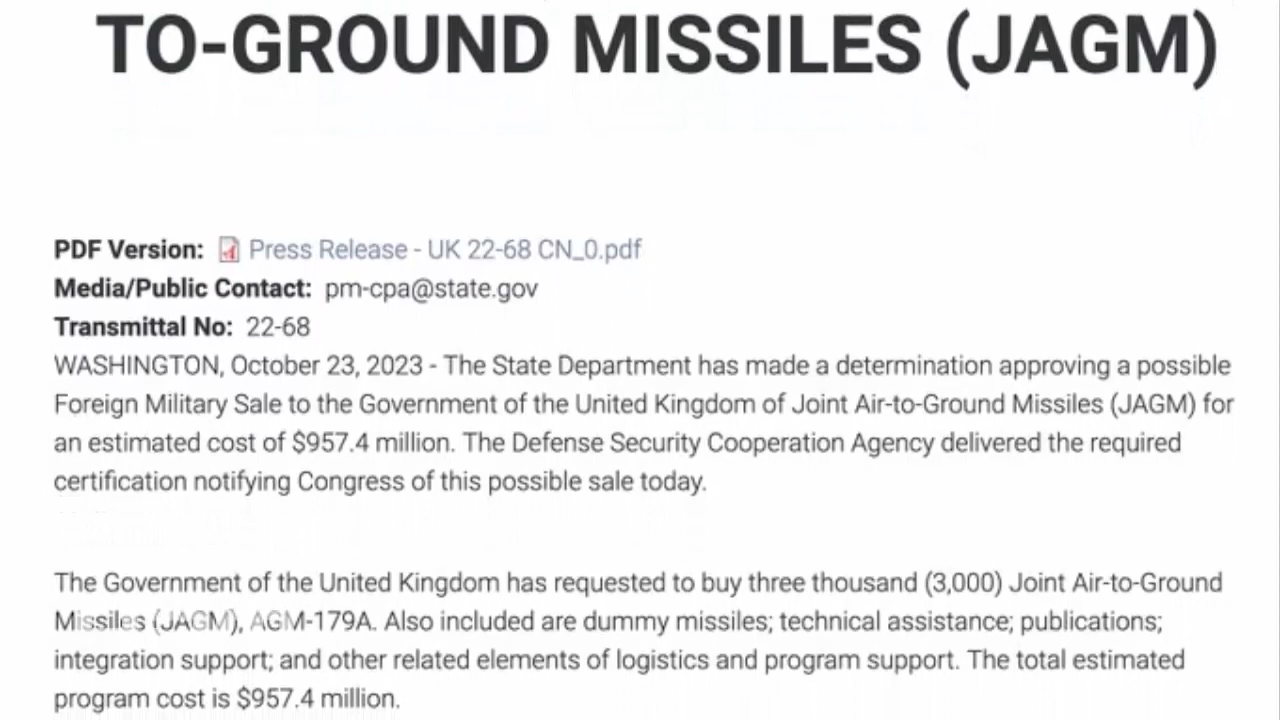 TO-GROUND MISSILES (JAGM)
PDF Version: Press Release - UK 22-68 CN_0.pdf
Media/Public Contact: pm-cpa@state.gov
Transmittal No: 22-68
WASHINGTON, October 23, 2023 - The State Department has made a determination approving a possible
Foreign Military Sale to the Government of the United Kingdom of Joint Air-to-Ground Missiles (JAGM) for
an estimated cost of $957.4 million. The Defense Security Cooperation Agency delivered the required
certification notifying Congress of this possible sale today.
The Government of the United Kingdom has requested to buy three thousand (3,000) Joint Air-to-Ground
Missiles (JAGM), AGM-179A. Also included are dummy missiles; technical assistance; publications;
integration support; and other related elements of logistics and program support. The total estimated
program cost is $957.4 million.